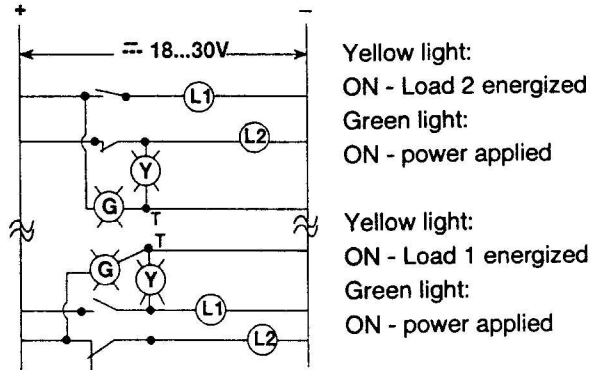 + –
⎓ 18...30V
L1
L2
Y
G
T
T
G
Y
L1
L2
Yellow light:
ON - Load 2 energized
Green light:
ON - power applied
Yellow light:
ON - Load 1 energized
Green light:
ON - power applied